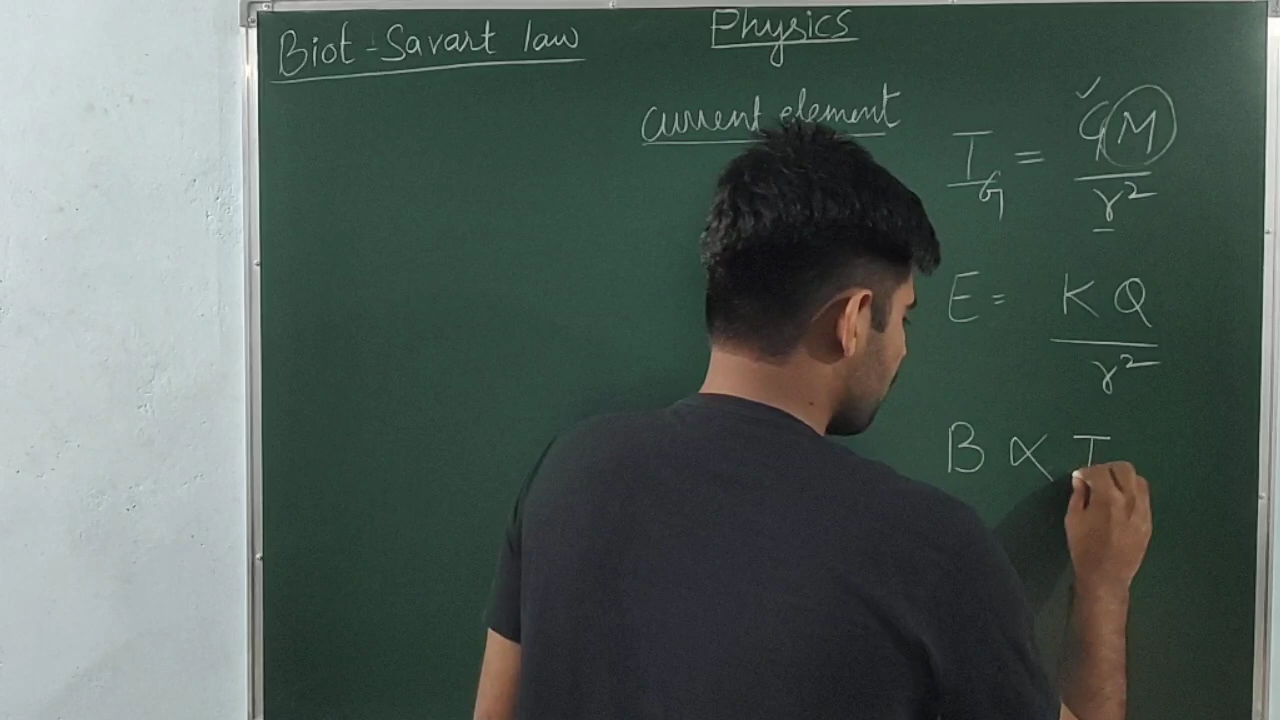 Biot-Savart law
Physics
current element
I_G = GM / r²
E = KQ / r²
B ∝ I